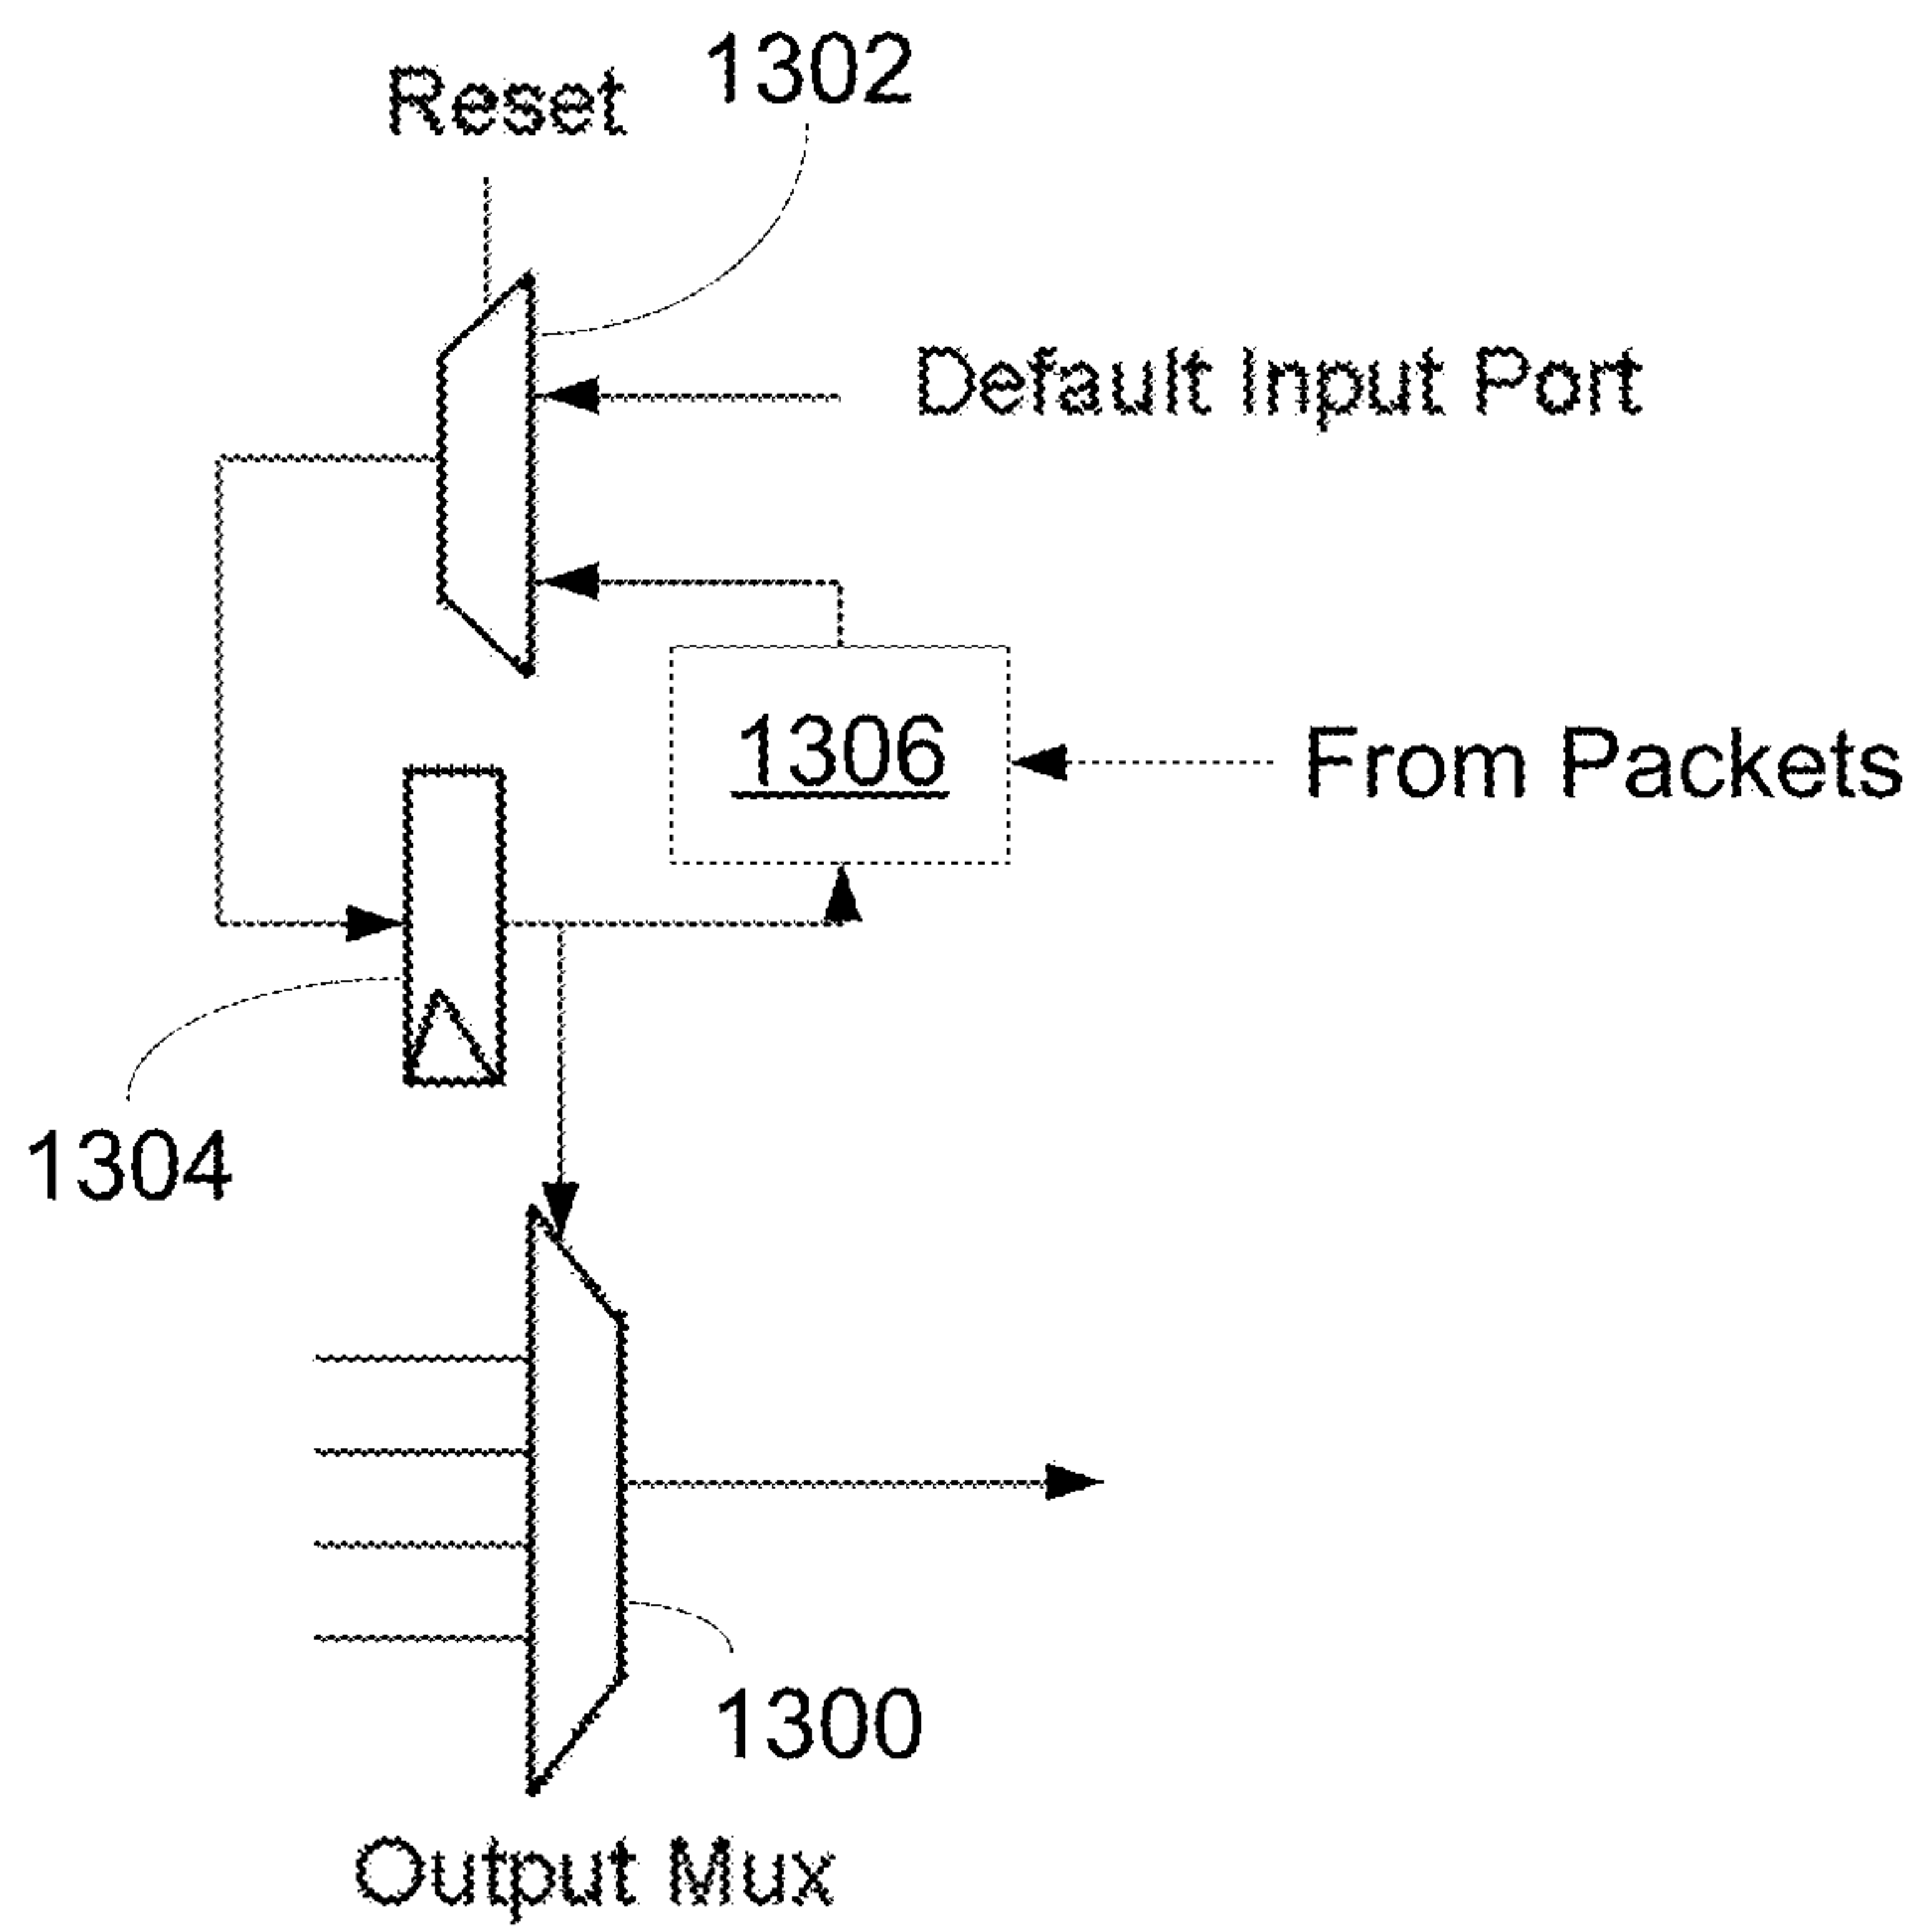 Reset
1302
Default Input Port
1306
From Packets
1304
1300
Output Mux